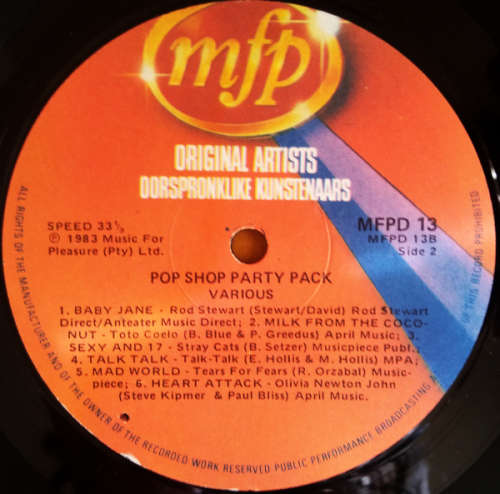 mfp
ORIGINAL ARTISTS
OORSPRONKLIKE KUNSTENAARS
SPEED 33⅓
℗ 1983 Music For
Pleasure (Pty) Ltd.
MFPD 13
MFPD 13B
Side 2
POP SHOP PARTY PACK
VARIOUS
1. BABY JANE - Rod Stewart (Stewart/David) Rod Stewart
Direct/Anteater Music Direct; 2. MILK FROM THE COCO-
NUT - Toto Coelo (B. Blue & P. Greedus) April Music; 3.
SEXY AND 17 - Stray Cats (B. Setzer) Musicpiece Publ.;
4. TALK TALK - Talk-Talk (E. Hollis & M. Hollis) MPA;
5. MAD WORLD - Tears For Fears (R. Orzabal) Music-
piece; 6. HEART ATTACK - Olivia Newton John
(Steve Kipmer & Paul Bliss) April Music.
ALL RIGHTS OF THE MANUFACTURER AND OF THE OWNER OF THE RECORDED WORK RESERVED PUBLIC PERFORMANCE BROADCASTING OF THIS RECORD PROHIBITED